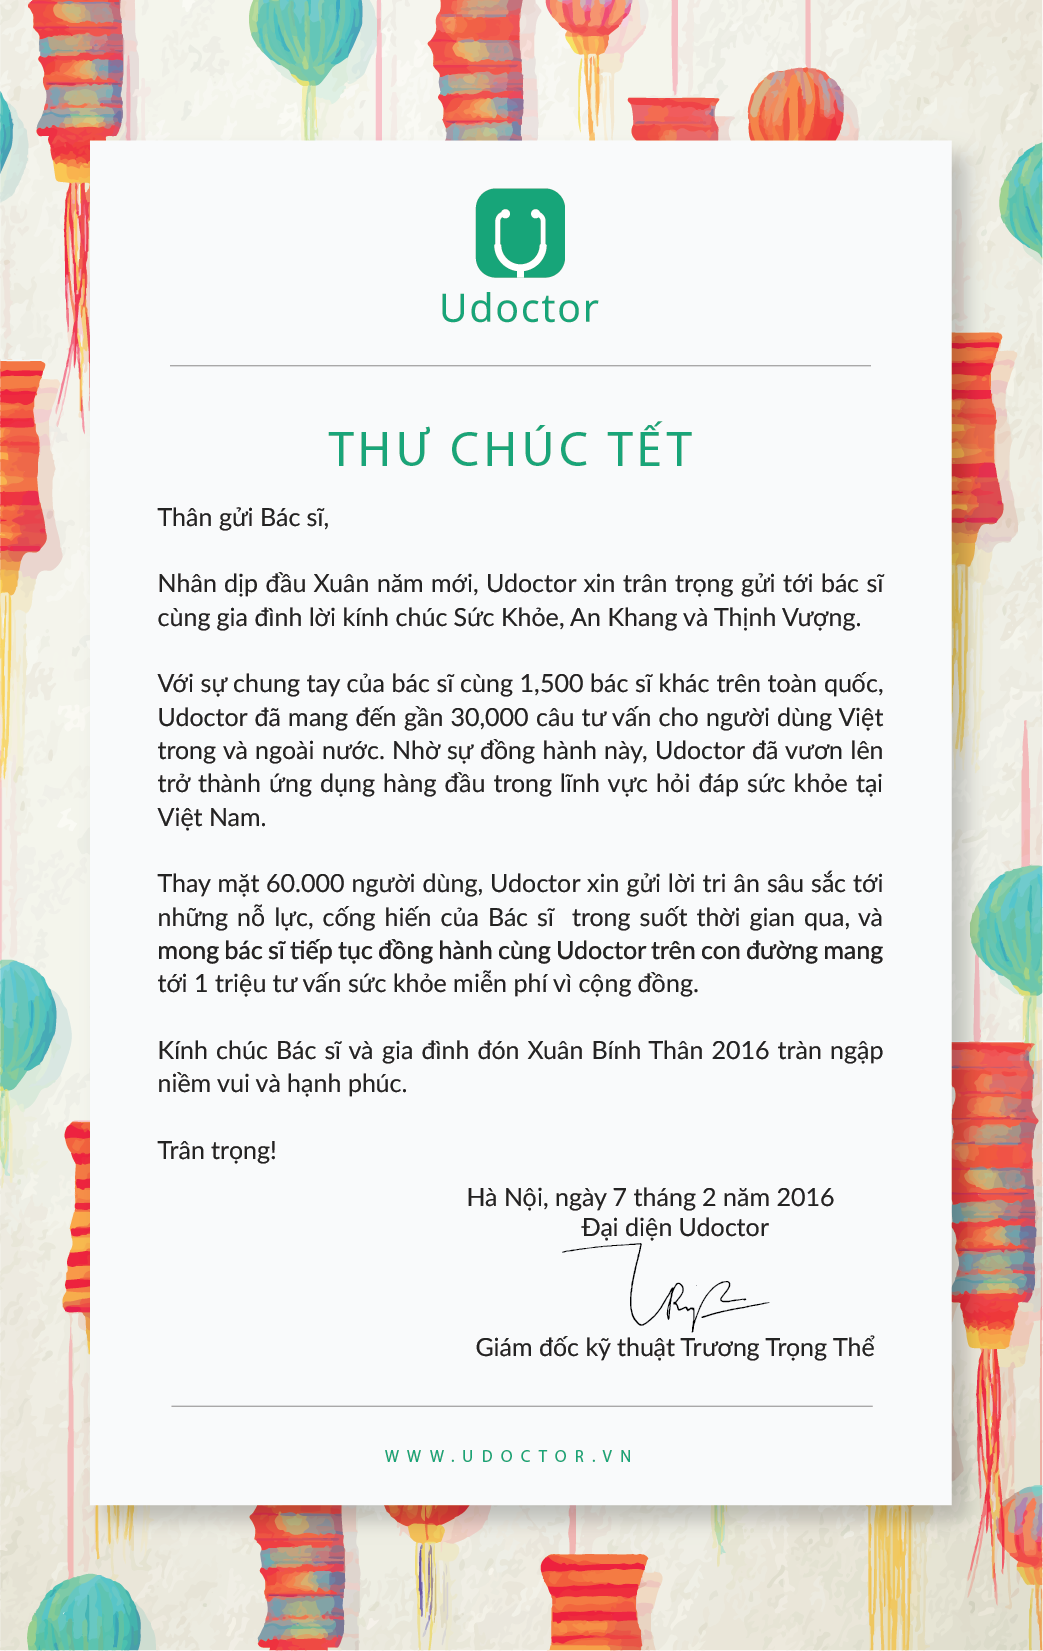 Udoctor
THƯ CHÚC TẾT
Thân gửi Bác sĩ,
Nhân dịp đầu Xuân năm mới, Udoctor xin trân trọng gửi tới bác sĩ
cùng gia đình lời kính chúc Sức Khỏe, An Khang và Thịnh Vượng.
Với sự chung tay của bác sĩ cùng 1,500 bác sĩ khác trên toàn quốc,
Udoctor đã mang đến gần 30,000 câu tư vấn cho người dùng Việt
trong và ngoài nước. Nhờ sự đồng hành này, Udoctor đã vươn lên
trở thành ứng dụng hàng đầu trong lĩnh vực hỏi đáp sức khỏe tại
Việt Nam.
Thay mặt 60.000 người dùng, Udoctor xin gửi lời tri ân sâu sắc tới
những nỗ lực, cống hiến của Bác sĩ  trong suốt thời gian qua, và
mong bác sĩ tiếp tục đồng hành cùng Udoctor trên con đường mang
tới 1 triệu tư vấn sức khỏe miễn phí vì cộng đồng.
Kính chúc Bác sĩ và gia đình đón Xuân Bính Thân 2016 tràn ngập
niềm vui và hạnh phúc.
Trân trọng!
Hà Nội, ngày 7 tháng 2 năm 2016
Đại diện Udoctor
Giám đốc kỹ thuật Trương Trọng Thể
WWW.UDOCTOR.VN